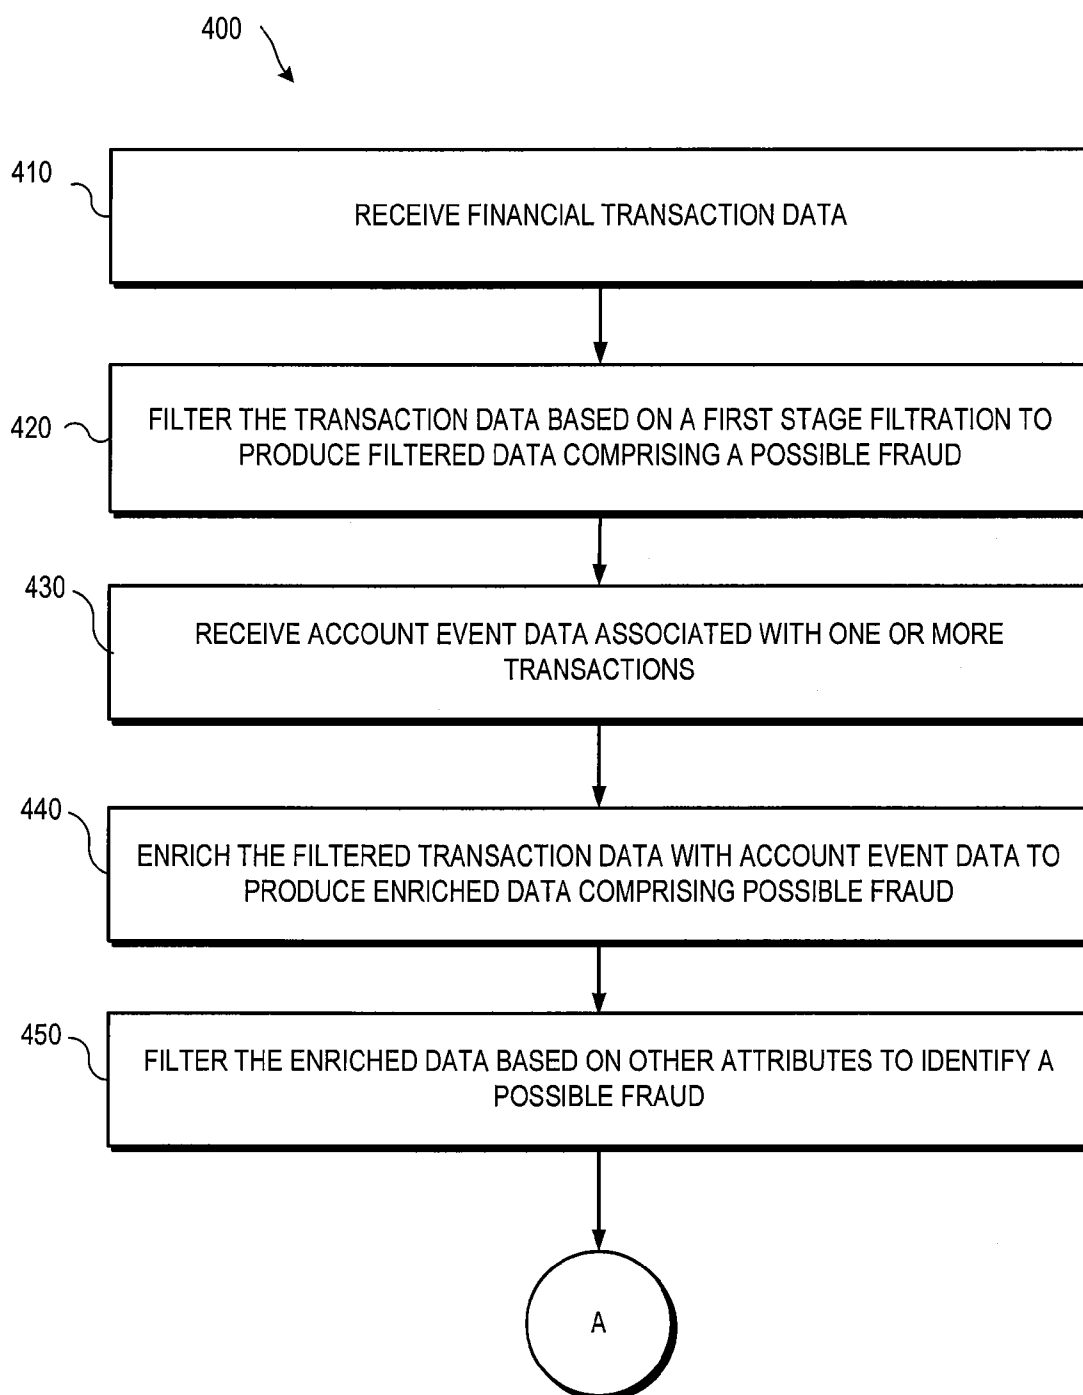 400
410
RECEIVE FINANCIAL TRANSACTION DATA
420
FILTER THE TRANSACTION DATA BASED ON A FIRST STAGE FILTRATION TO
PRODUCE FILTERED DATA COMPRISING A POSSIBLE FRAUD
430
RECEIVE ACCOUNT EVENT DATA ASSOCIATED WITH ONE OR MORE
TRANSACTIONS
440
ENRICH THE FILTERED TRANSACTION DATA WITH ACCOUNT EVENT DATA TO
PRODUCE ENRICHED DATA COMPRISING POSSIBLE FRAUD
450
FILTER THE ENRICHED DATA BASED ON OTHER ATTRIBUTES TO IDENTIFY A
POSSIBLE FRAUD
A